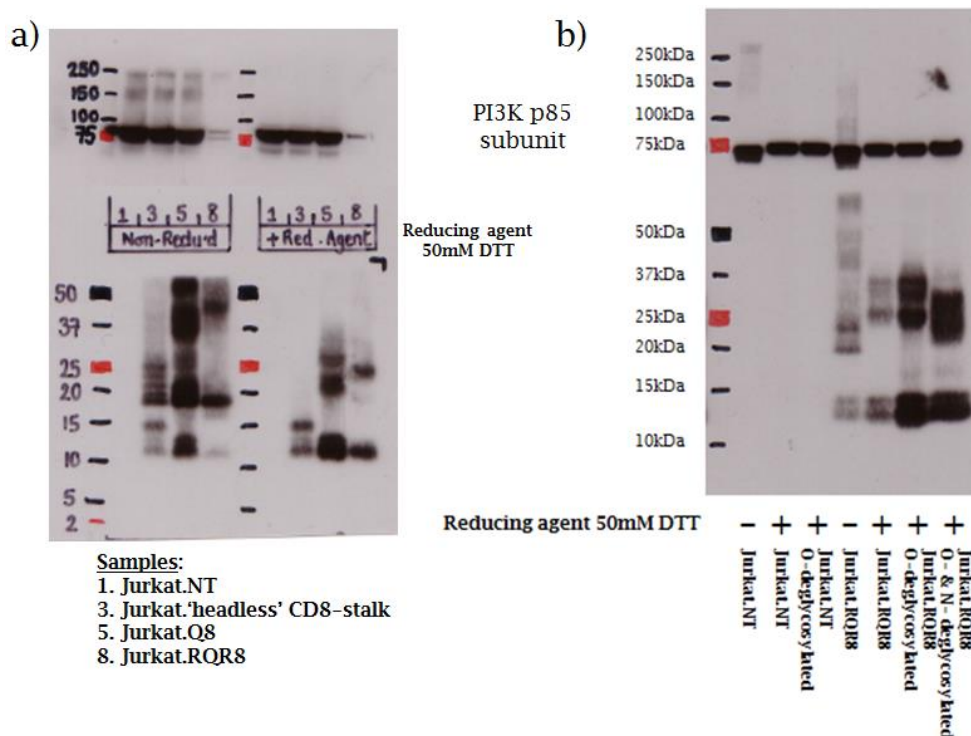 a)
250
150
100
75
1, 3, 5, 8
Non-Redu'd
1, 3, 5, 8
+Red. Agent
Reducing agent
50mM DTT
50
37
25
20
15
10
5
2
Samples:
1. Jurkat.NT
3. Jurkat.‘headless’ CD8-stalk
5. Jurkat.Q8
8. Jurkat.RQR8
b)
PI3K p85
subunit
250kDa
150kDa
100kDa
75kDa
50kDa
37kDa
25kDa
20kDa
15kDa
10kDa
Reducing agent 50mM DTT - + + - + + +
Jurkat.NT
Jurkat.NT
Jurkat.NT
O-deglycosylated
Jurkat.RQR8
Jurkat.RQR8
Jurkat.RQR8
O-deglycosylated
Jurkat.RQR8
O- & N- deglycosylated